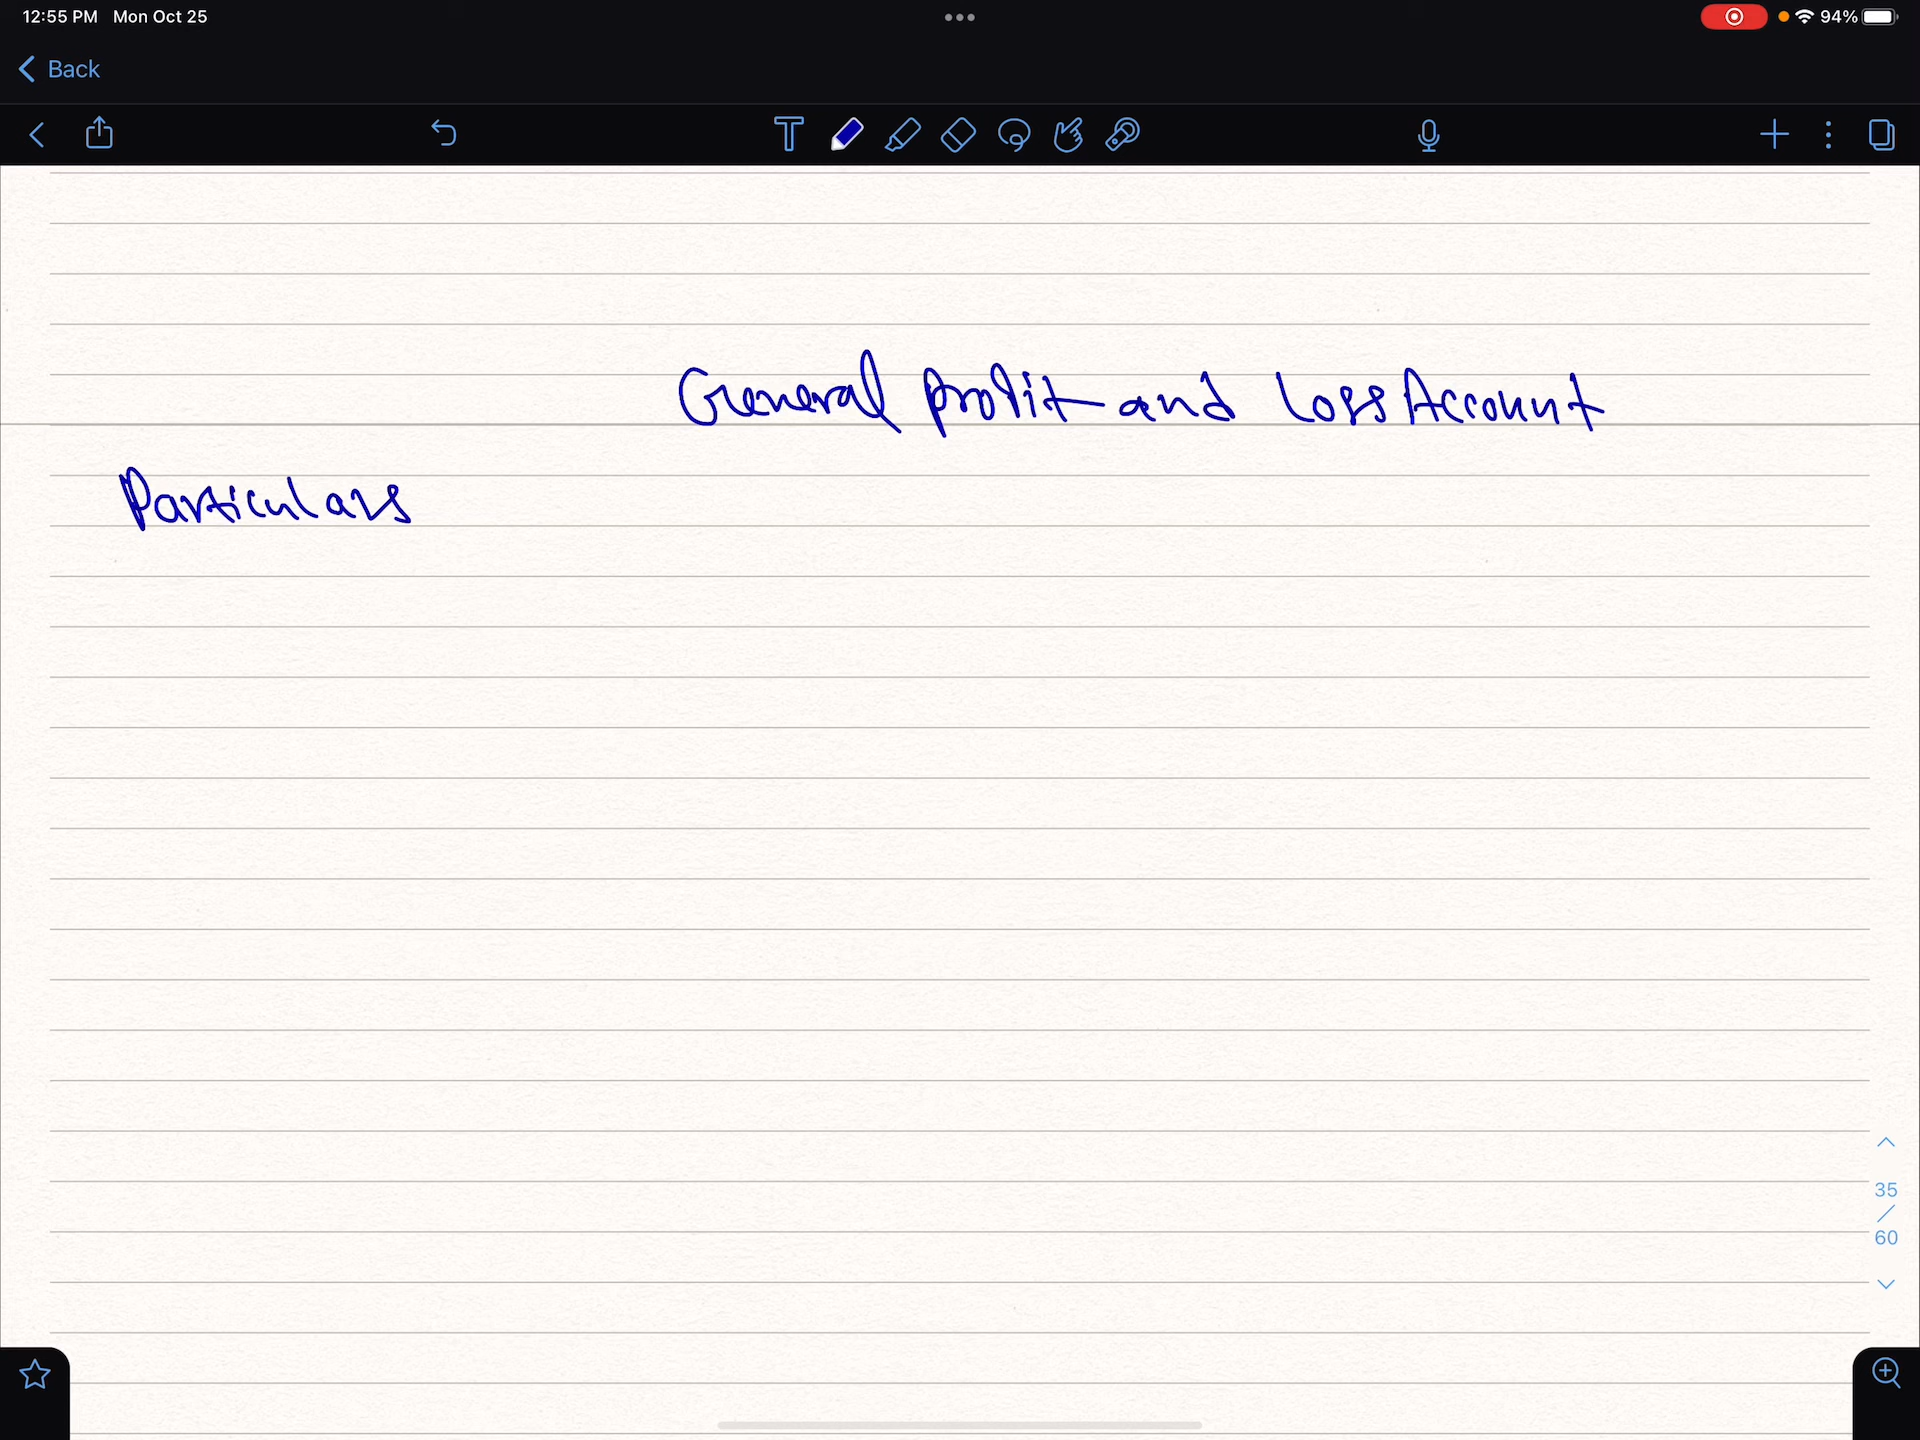 12:55 PM Mon Oct 25
94%
Back
General Profit and Loss Account
Particulars
35
60